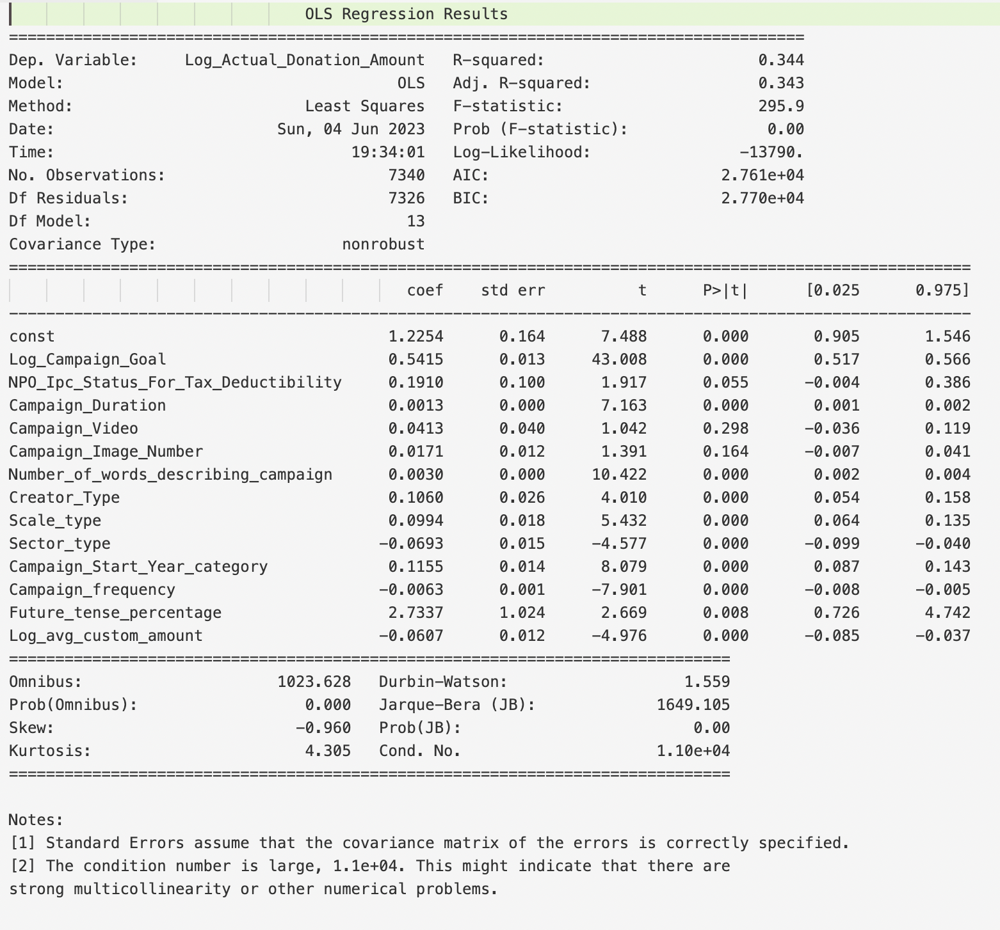 OLS Regression Results
==============================================================================
Dep. Variable: Log_Actual_Donation_Amount R-squared: 0.344
Model: OLS Adj. R-squared: 0.343
Method: Least Squares F-statistic: 295.9
Date: Sun, 04 Jun 2023 Prob (F-statistic): 0.00
Time: 19:34:01 Log-Likelihood: -13790.
No. Observations: 7340 AIC: 2.761e+04
Df Residuals: 7326 BIC: 2.770e+04
Df Model: 13
Covariance Type: nonrobust
==============================================================================
coef std err t P>|t| [0.025 0.975]
------------------------------------------------------------------------------
const 1.2254 0.164 7.488 0.000 0.905 1.546
Log_Campaign_Goal 0.5415 0.013 43.008 0.000 0.517 0.566
NPO_Ipc_Status_For_Tax_Deductibility 0.1910 0.100 1.917 0.055 -0.004 0.386
Campaign_Duration 0.0013 0.000 7.163 0.000 0.001 0.002
Campaign_Video 0.0413 0.040 1.042 0.298 -0.036 0.119
Campaign_Image_Number 0.0171 0.012 1.391 0.164 -0.007 0.041
Number_of_words_describing_campaign 0.0030 0.000 10.422 0.000 0.002 0.004
Creator_Type 0.1060 0.026 4.010 0.000 0.054 0.158
Scale_type 0.0994 0.018 5.432 0.000 0.064 0.135
Sector_type -0.0693 0.015 -4.577 0.000 -0.099 -0.040
Campaign_Start_Year_category 0.1155 0.014 8.079 0.000 0.087 0.143
Campaign_frequency -0.0063 0.001 -7.901 0.000 -0.008 -0.005
Future_tense_percentage 2.7337 1.024 2.669 0.008 0.726 4.742
Log_avg_custom_amount -0.0607 0.012 -4.976 0.000 -0.085 -0.037
==============================================================================
Omnibus: 1023.628 Durbin-Watson: 1.559
Prob(Omnibus): 0.000 Jarque-Bera (JB): 1649.105
Skew: -0.960 Prob(JB): 0.00
Kurtosis: 4.305 Cond. No. 1.10e+04
==============================================================================
Notes:
[1] Standard Errors assume that the covariance matrix of the errors is correctly specified.
[2] The condition number is large, 1.1e+04. This might indicate that there are
strong multicollinearity or other numerical problems.